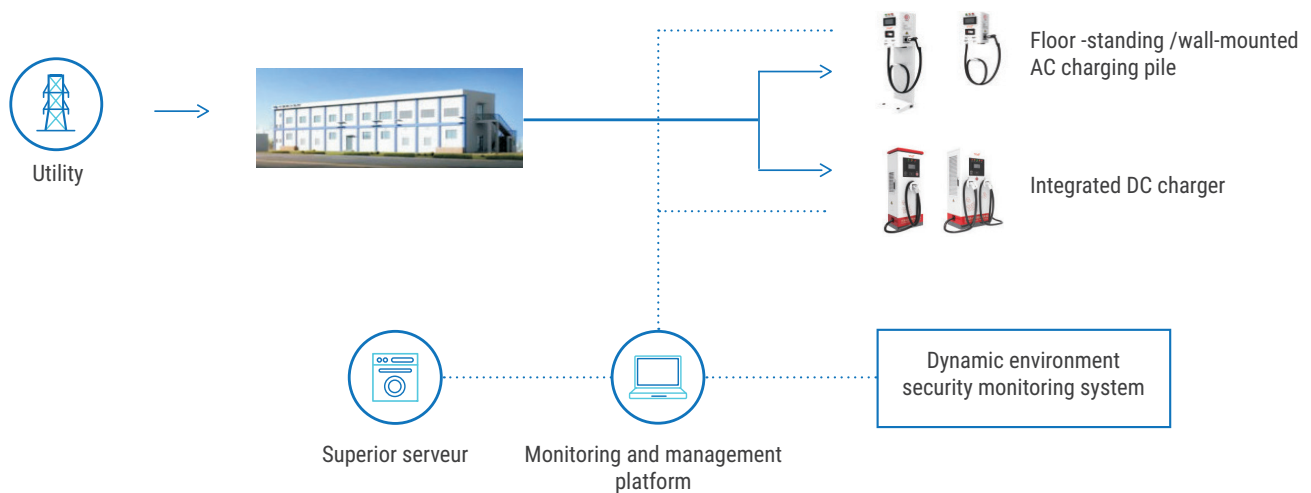 Floor -standing /wall-mounted
AC charging pile
Utility
Integrated DC charger
Dynamic environment
security monitoring system
Superior serveur
Monitoring and management
platform